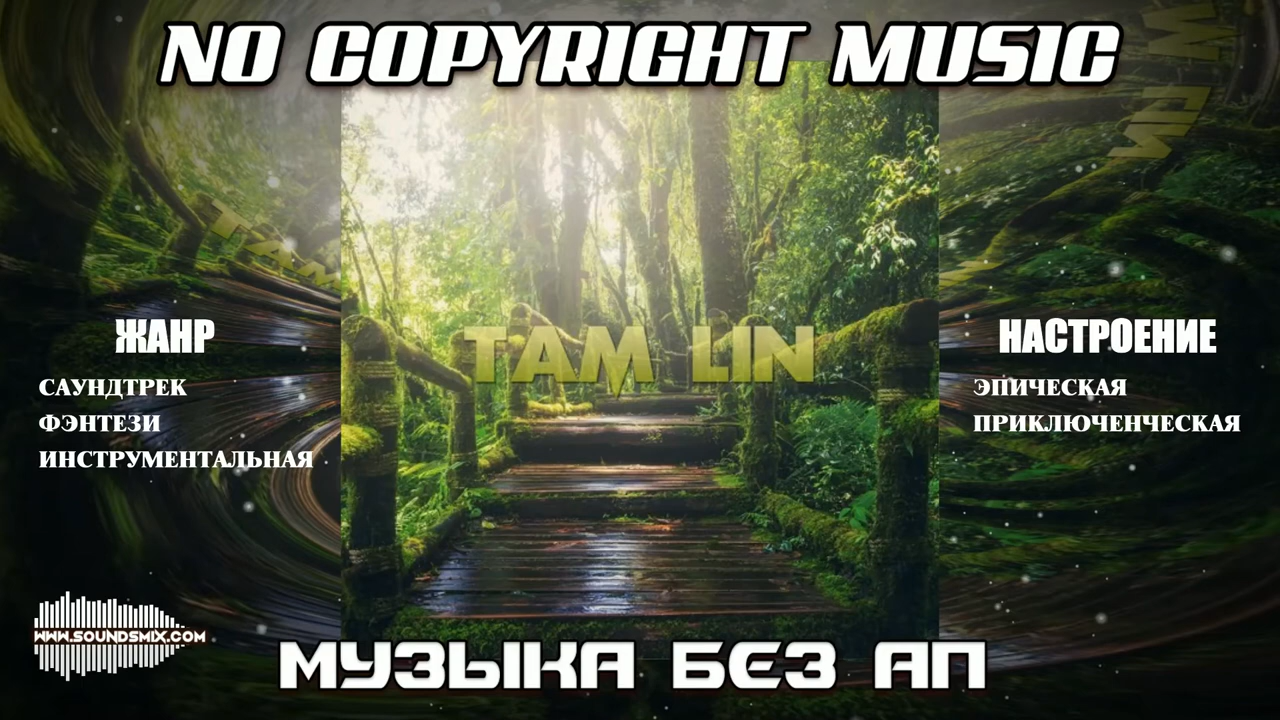 NO COPYRIGHT MUSIC
TAM LIN
ЖАНР
САУНДТРЕК
ФЭНТЕЗИ
ИНСТРУМЕНТАЛЬНАЯ
НАСТРОЕНИЕ
ЭПИЧЕСКАЯ
ПРИКЛЮЧЕНЧЕСКАЯ
WWW.SOUNDSMIX.COM
МУЗЫКА БЕЗ АП